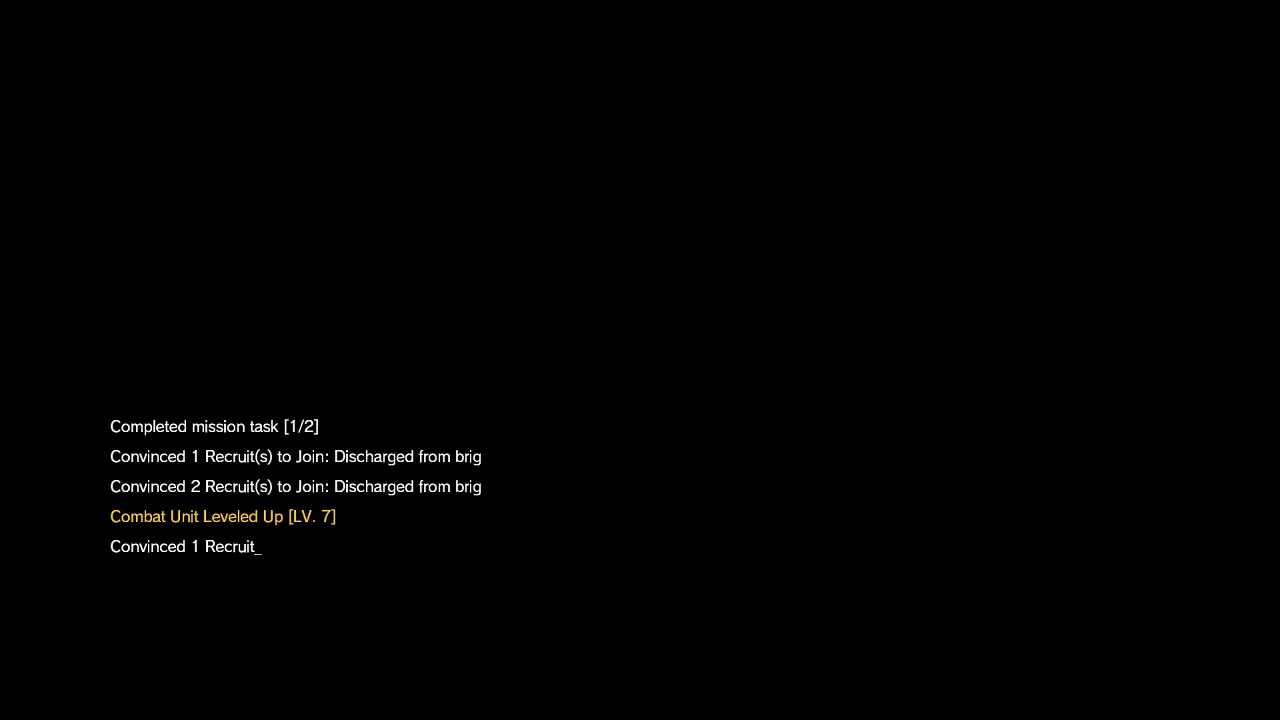 Completed mission task [1/2]
Convinced 1 Recruit(s) to Join: Discharged from brig
Convinced 2 Recruit(s) to Join: Discharged from brig
Combat Unit Leveled Up [LV. 7]
Convinced 1 Recruit_